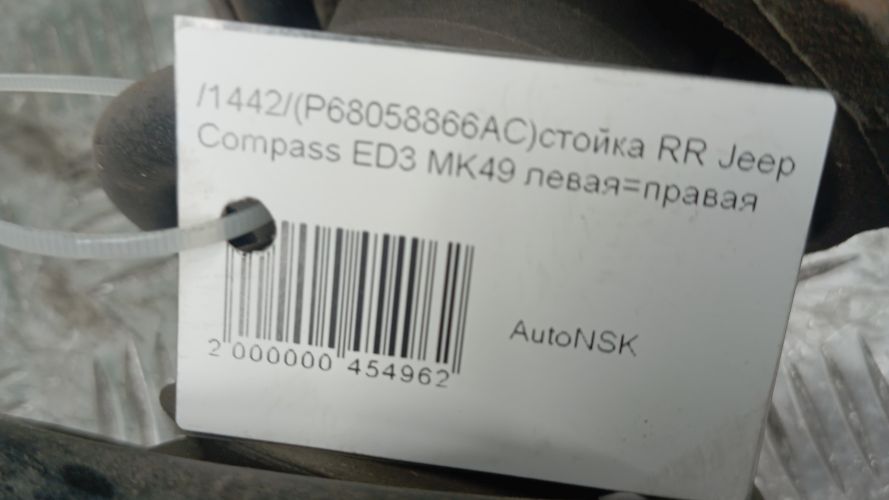 /1442/(P68058866AC)стойка RR Jeep
Compass ED3 MK49 левая=правая
2 000000 454962
AutoNSK